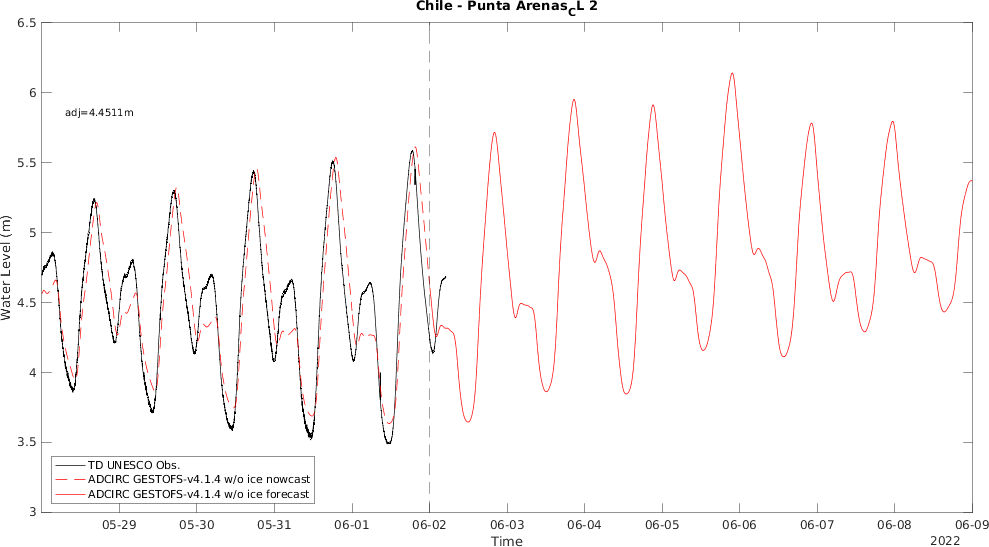 Chile - Punta Arenas_CL 2
6.5
6
5.5
5
4.5
4
3.5
3
adj=4.4511m
Water Level (m)
TD UNESCO Obs.
ADCIRC GESTOFS-v4.1.4 w/o ice nowcast
ADCIRC GESTOFS-v4.1.4 w/o ice forecast
05-29 05-30 05-31 06-01 06-02 06-03 06-04 06-05 06-06 06-07 06-08 06-09
Time
2022